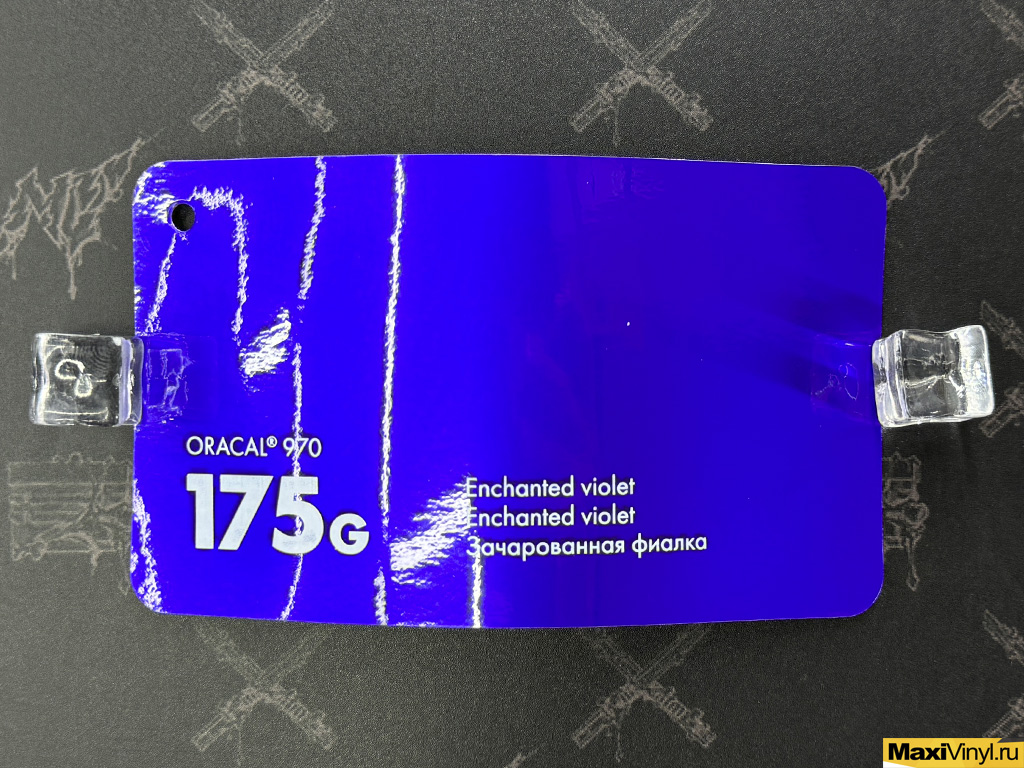 ORACAL® 970
175G
Enchanted violet
Enchanted violet
Зачарованная фиалка
MaxiVinyl.ru